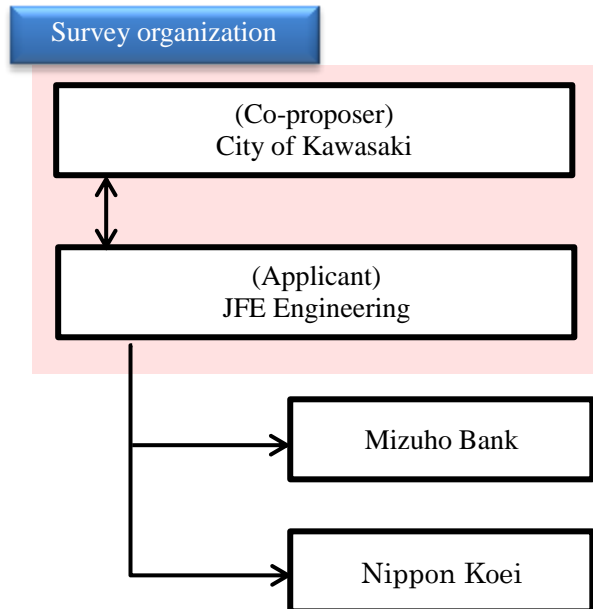 Survey organization
(Co-proposer)
City of Kawasaki
(Applicant)
JFE Engineering
Mizuho Bank
Nippon Koei